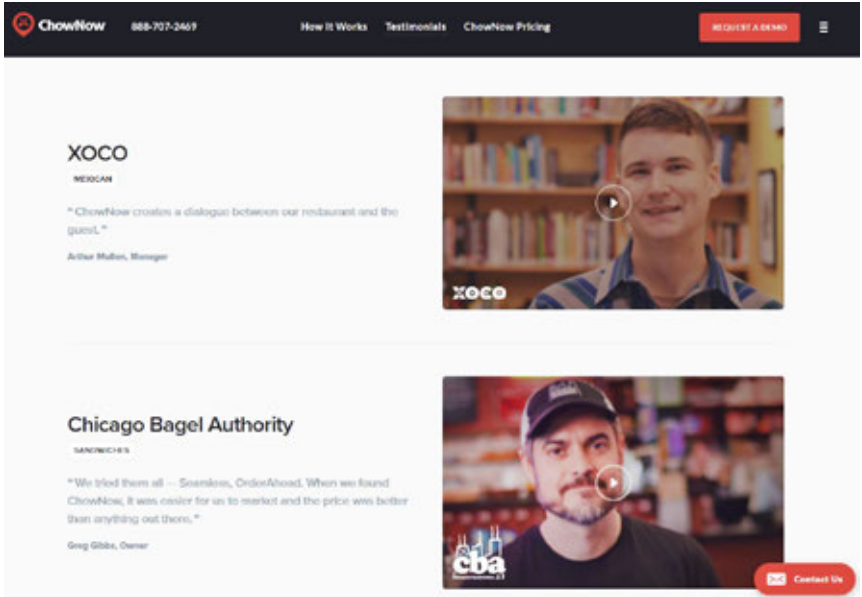 ChowNow 888-707-2469 How It Works Testimonials ChowNow Pricing REQUEST A DEMO
XOCO
MEXICAN
“ ChowNow creates a dialogue between our restaurant and the
guest. ”
Arthur Mullen, Manager
XOCO
Chicago Bagel Authority
SANDWICHES
“ We tried them all — Seamless, OrderAhead. When we found
ChowNow, it was easier for us to market and the price was better
than anything out there. ”
Greg Gibbs, Owner
cba
Contact Us